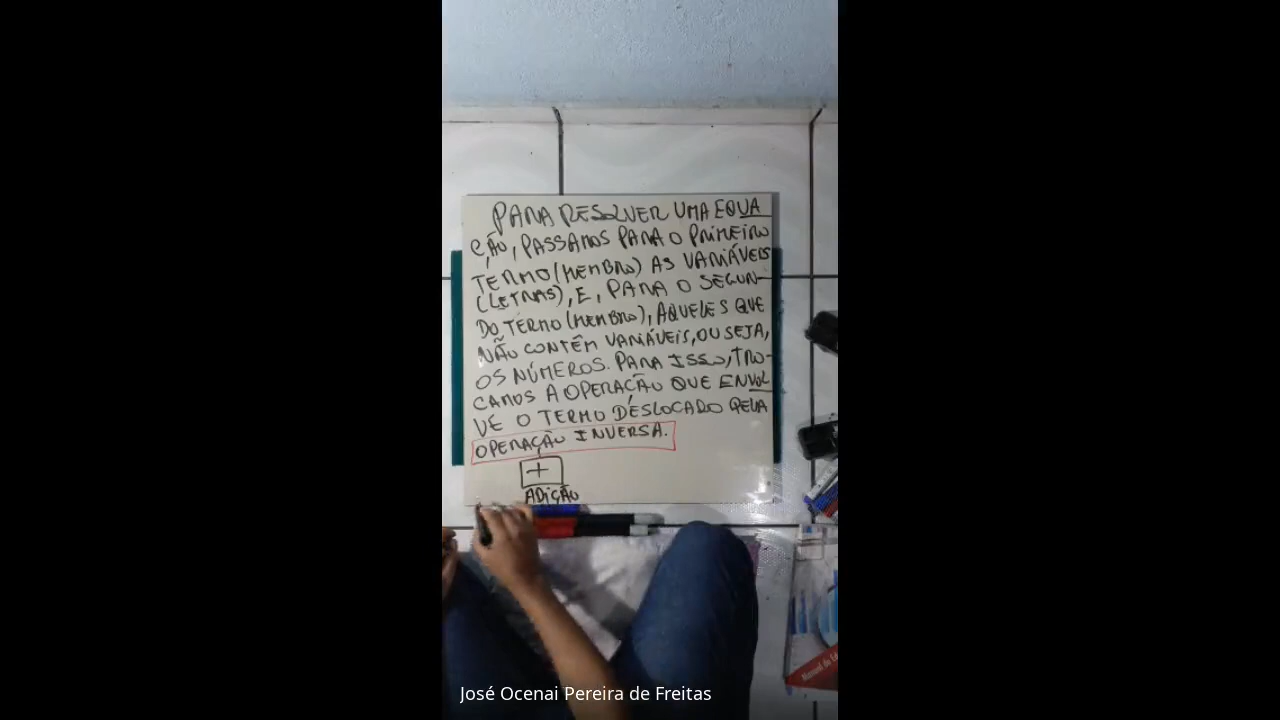 PARA RESOLVER UMA EQUA
ÇÃO, PASSAMOS PARA O PRIMEIRO
TERMO (MEMBRO) AS VARIÁVEIS
(LETRAS), E, PARA O SEGUN-
DO TERMO (MEMBRO), AQUELES QUE
NÃO CONTÊM VARIÁVEIS, OU SEJA,
OS NÚMEROS. PARA ISSO, TRO-
CAMOS A OPERAÇÃO QUE ENVOL
VE O TERMO DESLOCADO PELA
OPERAÇÃO INVERSA.
+
ADIÇÃO
José Ocenai Pereira de Freitas